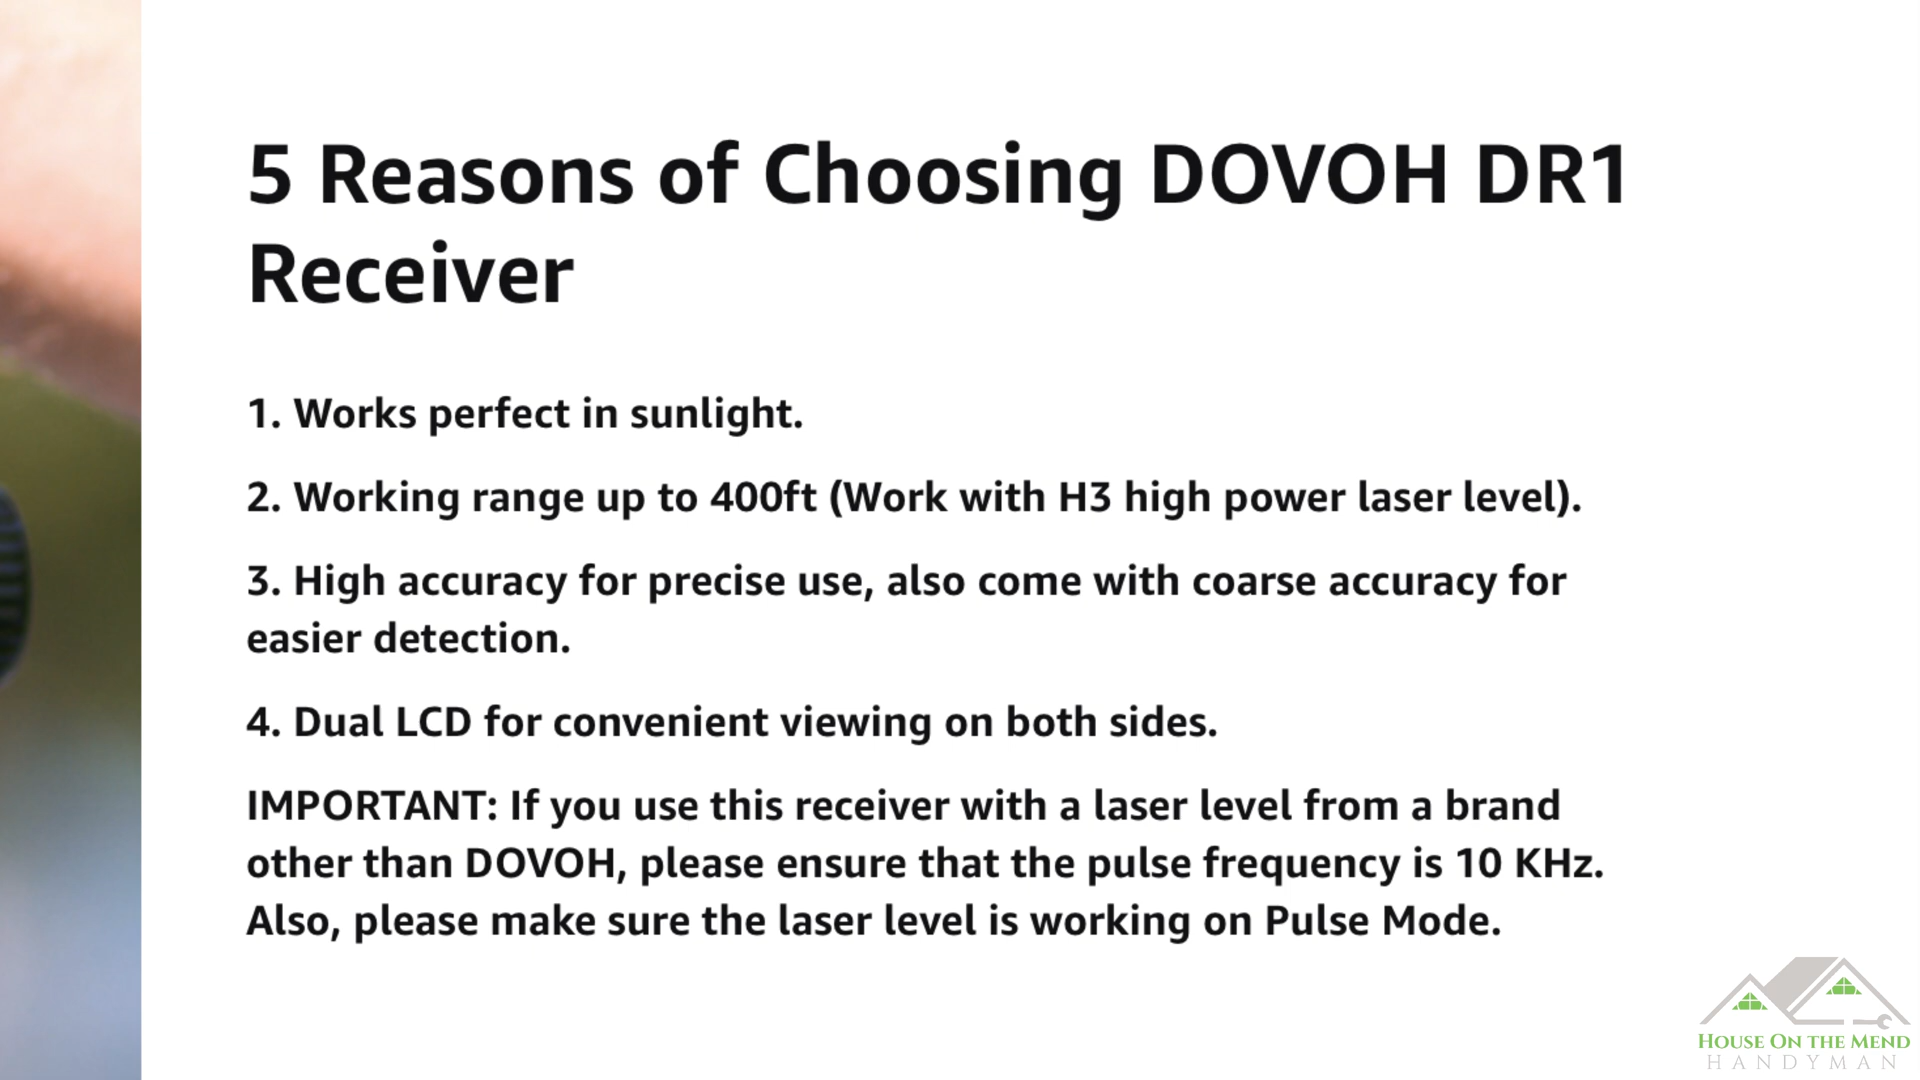 5 Reasons of Choosing DOVOH DR1
Receiver
1. Works perfect in sunlight.
2. Working range up to 400ft (Work with H3 high power laser level).
3. High accuracy for precise use, also come with coarse accuracy for
easier detection.
4. Dual LCD for convenient viewing on both sides.
IMPORTANT: If you use this receiver with a laser level from a brand
other than DOVOH, please ensure that the pulse frequency is 10 KHz.
Also, please make sure the laser level is working on Pulse Mode.
HOUSE ON THE MEND
HANDYMAN